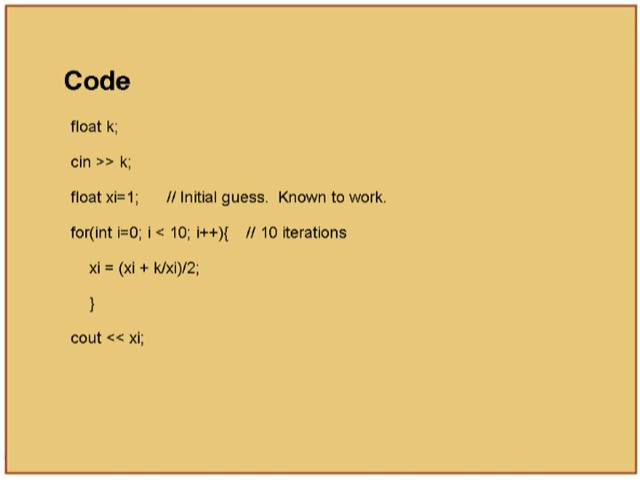 Code
float k;
cin >> k;
float xi=1; // Initial guess. Known to work.
for(int i=0; i < 10; i++){ // 10 iterations
xi = (xi + k/xi)/2;
}
cout << xi;